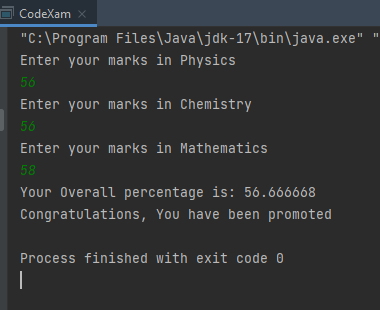 CodeXam
"C:\Program Files\Java\jdk-17\bin\java.exe" "
Enter your marks in Physics
56
Enter your marks in Chemistry
56
Enter your marks in Mathematics
58
Your Overall percentage is: 56.666668
Congratulations, You have been promoted
Process finished with exit code 0